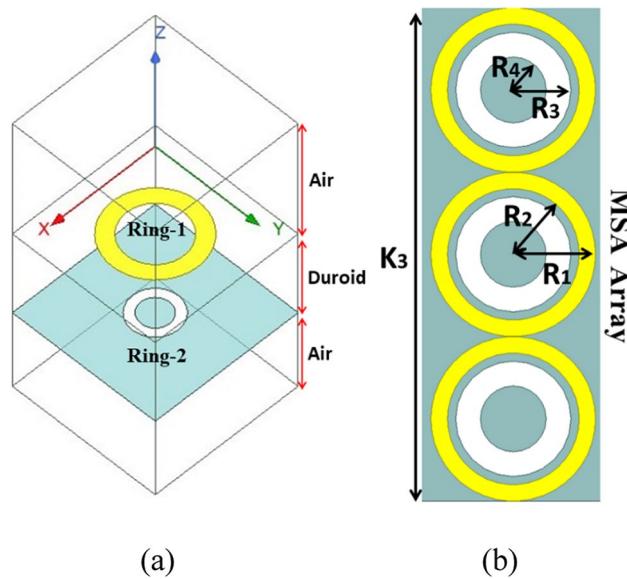 Z
Air
X
Y
Ring-1
Duroid
Ring-2
Air
(a)
R4
R3
R2
R1
K3
MSA Array
(b)